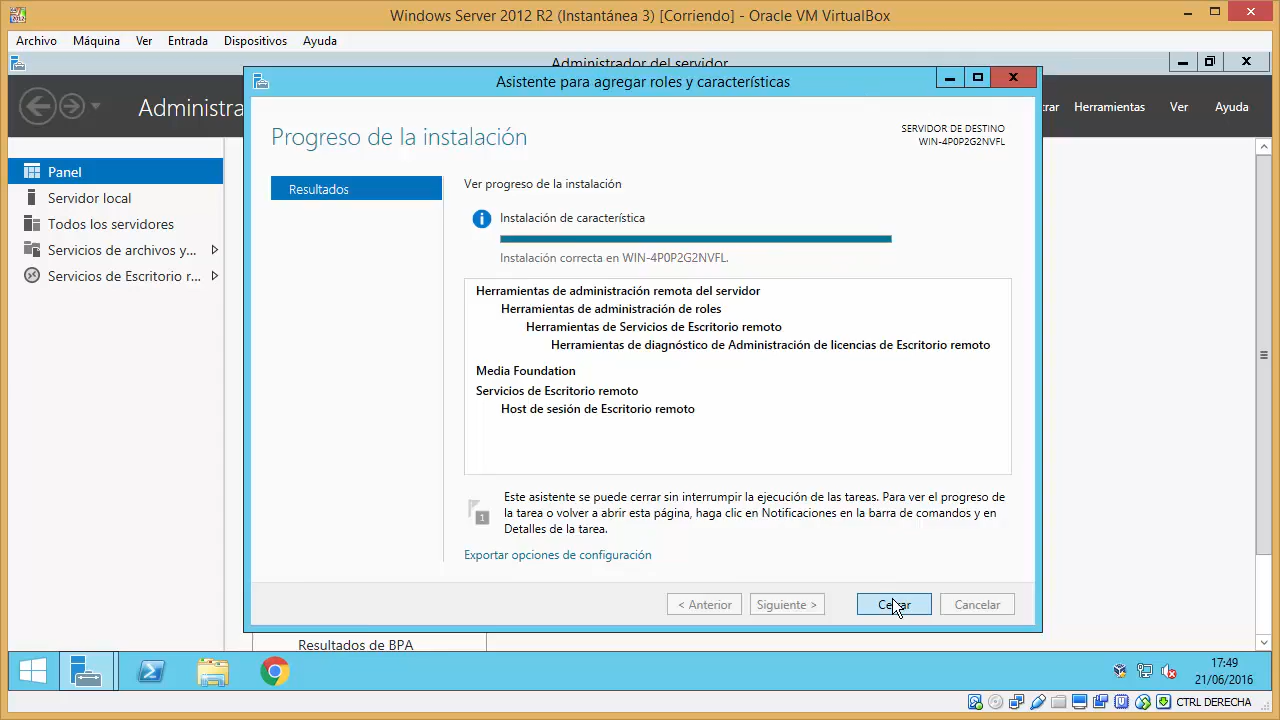 Windows Server 2012 R2 (Instantánea 3) [Corriendo] - Oracle VM VirtualBox
Archivo Máquina Ver Entrada Dispositivos Ayuda
Administrador del servidor
Asistente para agregar roles y características
Administra
rar Herramientas Ver Ayuda
Progreso de la instalación
SERVIDOR DE DESTINO
WIN-4P0P2G2NVFL
Panel
Servidor local
Todos los servidores
Servicios de archivos y...
Servicios de Escritorio r...
Resultados
Ver progreso de la instalación
Instalación de característica
Instalación correcta en WIN-4P0P2G2NVFL.
Herramientas de administración remota del servidor
Herramientas de administración de roles
Herramientas de Servicios de Escritorio remoto
Herramientas de diagnóstico de Administración de licencias de Escritorio remoto
Media Foundation
Servicios de Escritorio remoto
Host de sesión de Escritorio remoto
1
Este asistente se puede cerrar sin interrumpir la ejecución de las tareas. Para ver el progreso de
la tarea o volver a abrir esta página, haga clic en Notificaciones en la barra de comandos y en
Detalles de la tarea.
Exportar opciones de configuración
< Anterior Siguiente > Cerrar Cancelar
Resultados de BPA
17:49
21/06/2016
CTRL DERECHA